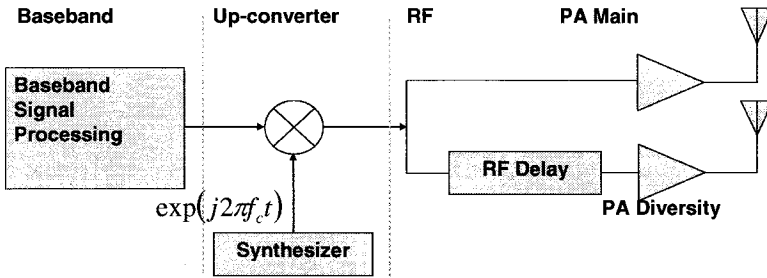 Baseband
Up-converter
RF
PA Main
Baseband
Signal
Processing
RF Delay
exp(j2πf_c t)
PA Diversity
Synthesizer